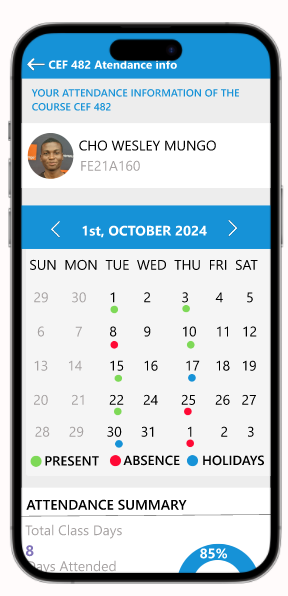 CEF 482 Atendance info
YOUR ATTENDANCE INFORMATION OF THE
COURSE CEF 482
CHO WESLEY MUNGO
FE21A160
1st, OCTOBER 2024
SUN MON TUE WED THU FRI SAT
29 30 1 2 3 4 5
6 7 8 9 10 11 12
13 14 15 16 17 18 19
20 21 22 24 25 26 27
28 29 30 31 1 2 3
PRESENT ABSENCE HOLIDAYS
ATTENDANCE SUMMARY
Total Class Days
8
Days Attended
85%